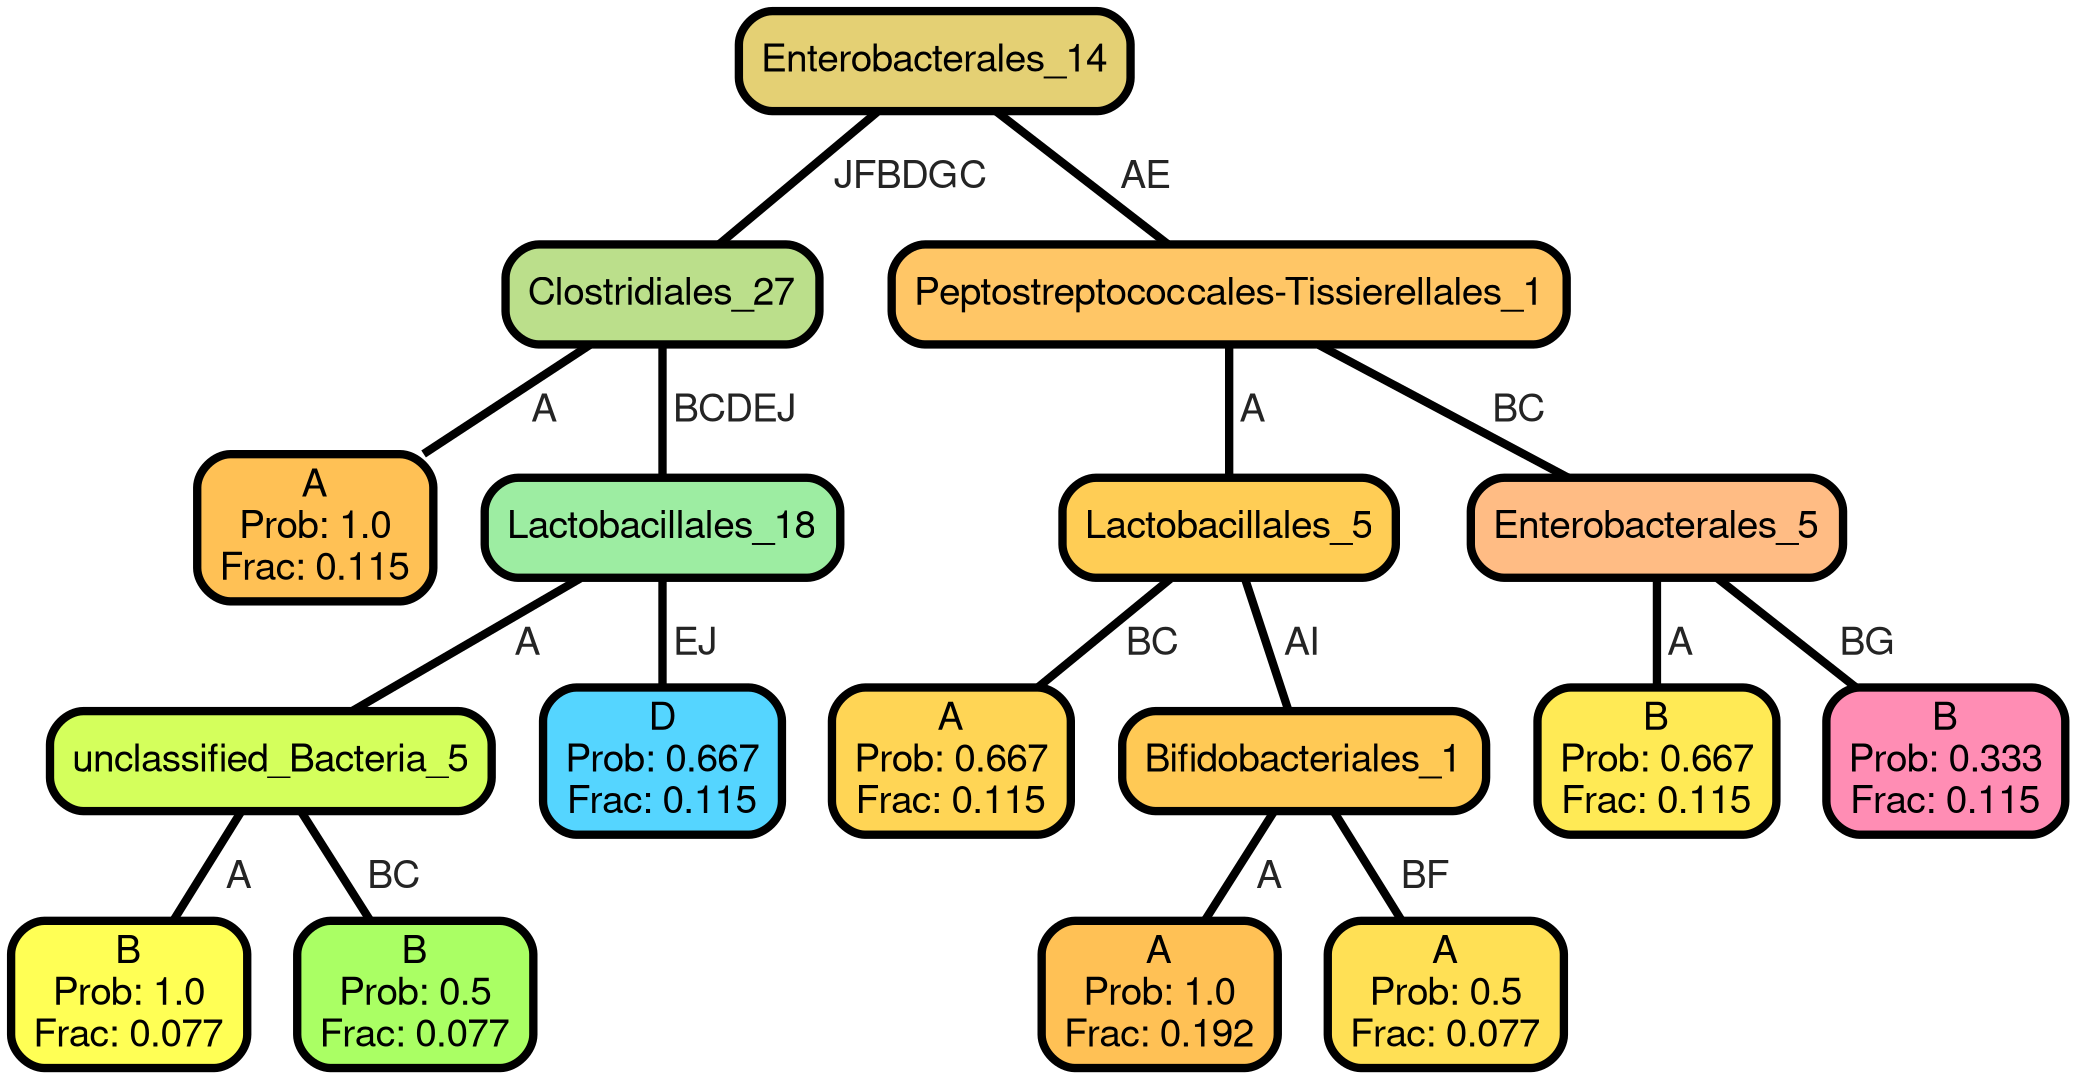 Enterobacterales_14
JFBDGC
AE
Clostridiales_27
Peptostreptococcales-Tissierellales_1
A
BCDEJ
A
BC
A
Prob: 1.0
Frac: 0.115
Lactobacillales_18
Lactobacillales_5
Enterobacterales_5
A
EJ
BC
AI
A
BG
unclassified_Bacteria_5
D
Prob: 0.667
Frac: 0.115
A
Prob: 0.667
Frac: 0.115
Bifidobacteriales_1
B
Prob: 0.667
Frac: 0.115
B
Prob: 0.333
Frac: 0.115
A
BC
A
BF
B
Prob: 1.0
Frac: 0.077
B
Prob: 0.5
Frac: 0.077
A
Prob: 1.0
Frac: 0.192
A
Prob: 0.5
Frac: 0.077